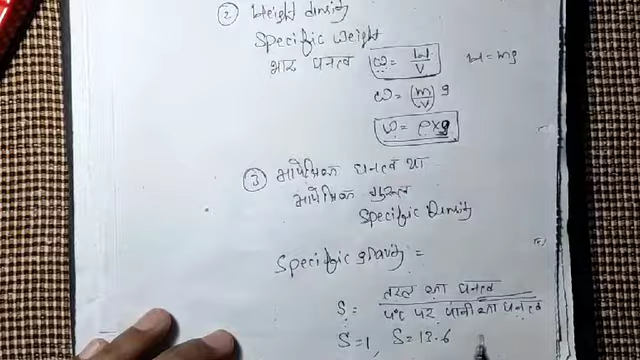 ② Weight density
Specific weight
भार घनत्व ω = W/V W = mg
ω = (m/V) g
ω = ρ×g
③ आपेक्षिक घनत्व या
आपेक्षिक गुरुत्व
Specific Density
Specific gravity =
S = तरल का घनत्व / 4°C पर पानी का घनत्व
S = 1, S = 13.6